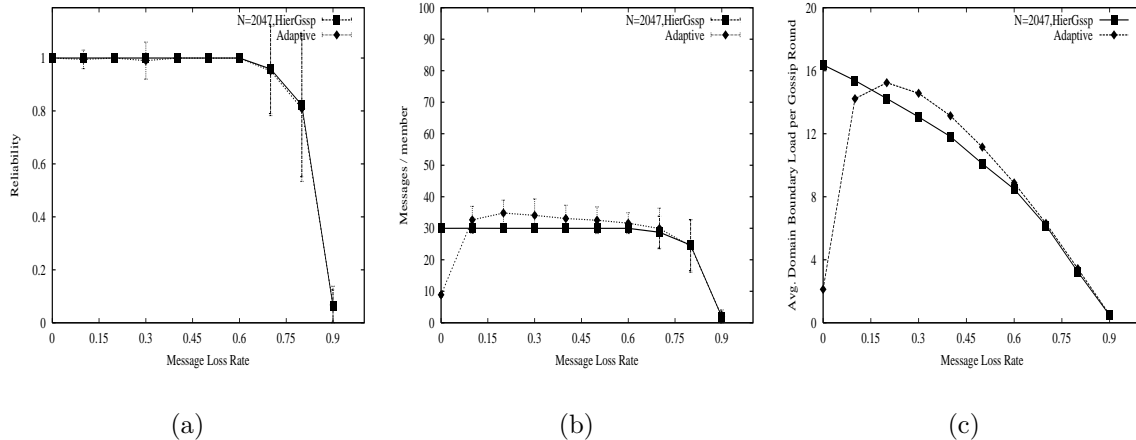 N=2047,HierGssp
Adaptive
1
0.8
0.6
0.4
0.2
0
0 0.15 0.3 0.45 0.6 0.75 0.9
Reliability
Message Loss Rate
(a)
N=2047,HierGssp
Adaptive
100
90
80
70
60
50
40
30
20
10
0
0 0.15 0.3 0.45 0.6 0.75 0.9
Messages / member
Message Loss Rate
(b)
N=2047,HierGssp
Adaptive
20
16
12
8
4
0
0 0.15 0.3 0.45 0.6 0.75 0.9
Avg. Domain Boundary Load per Gossip Round
Message Loss Rate
(c)